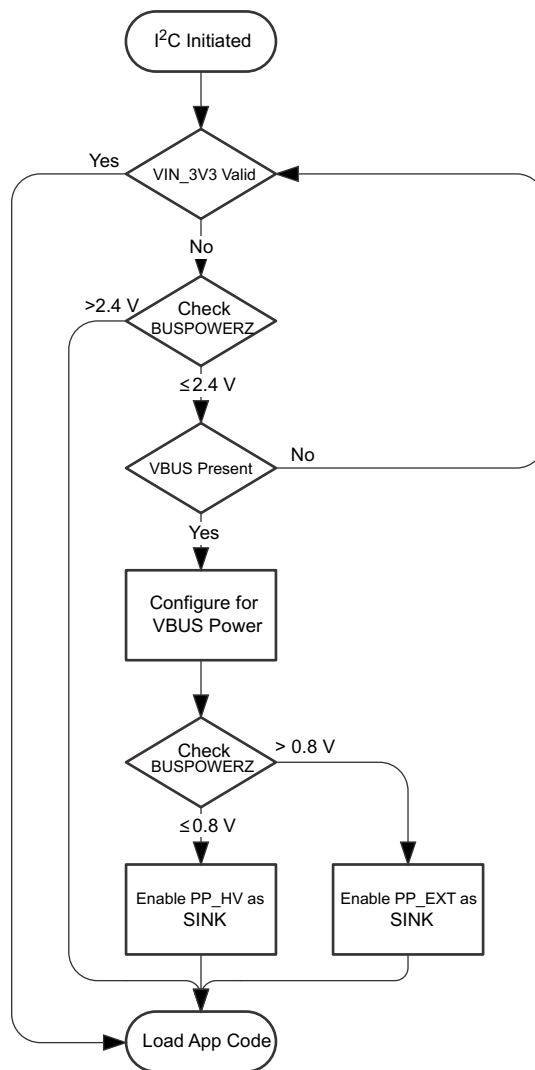 I²C Initiated
Yes
VIN_3V3 Valid
No
>2.4 V
Check
BUSPOWERZ
≤2.4 V
VBUS Present
No
Yes
Configure for
VBUS Power
Check
BUSPOWERZ
> 0.8 V
≤0.8 V
Enable PP_HV as
SINK
Enable PP_EXT as
SINK
Load App Code